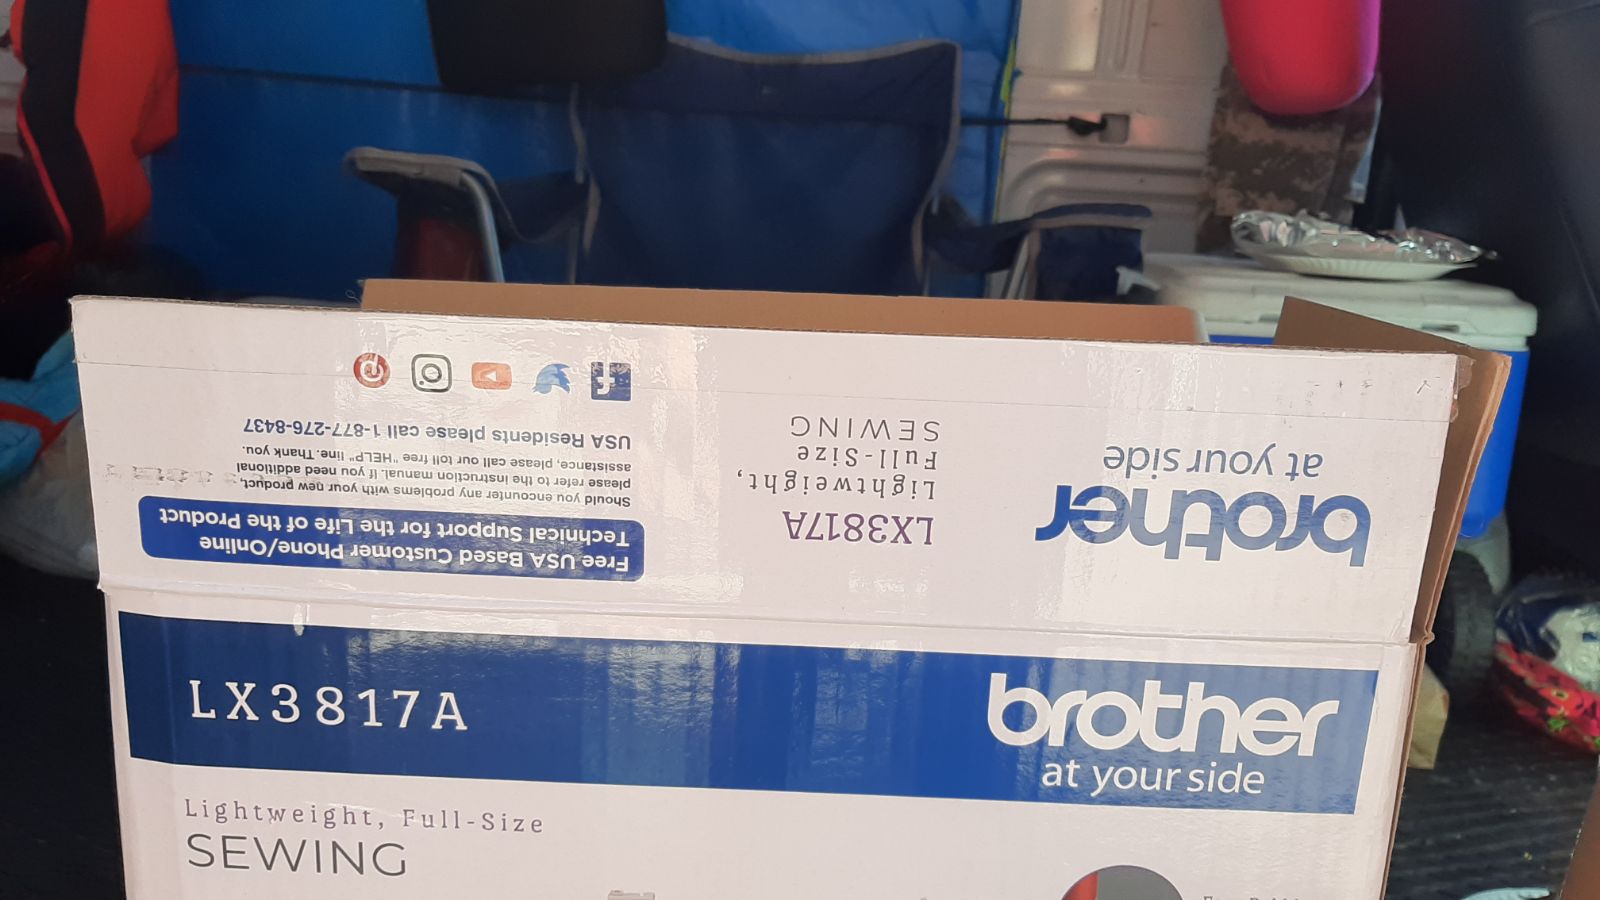 USA Residents please call 1-877-276-8437
Should you encounter any problems with your new product,
please refer to the instruction manual. If you need additional
assistance, please call our toll free "HELP" line. Thank you.
Free USA Based Customer Phone/Online
Technical Support for the Life of the Product
LX3817A
Lightweight,
Full-Size
SEWING
brother
at your side
LX3817A
brother
at your side
Lightweight, Full-Size
SEWING